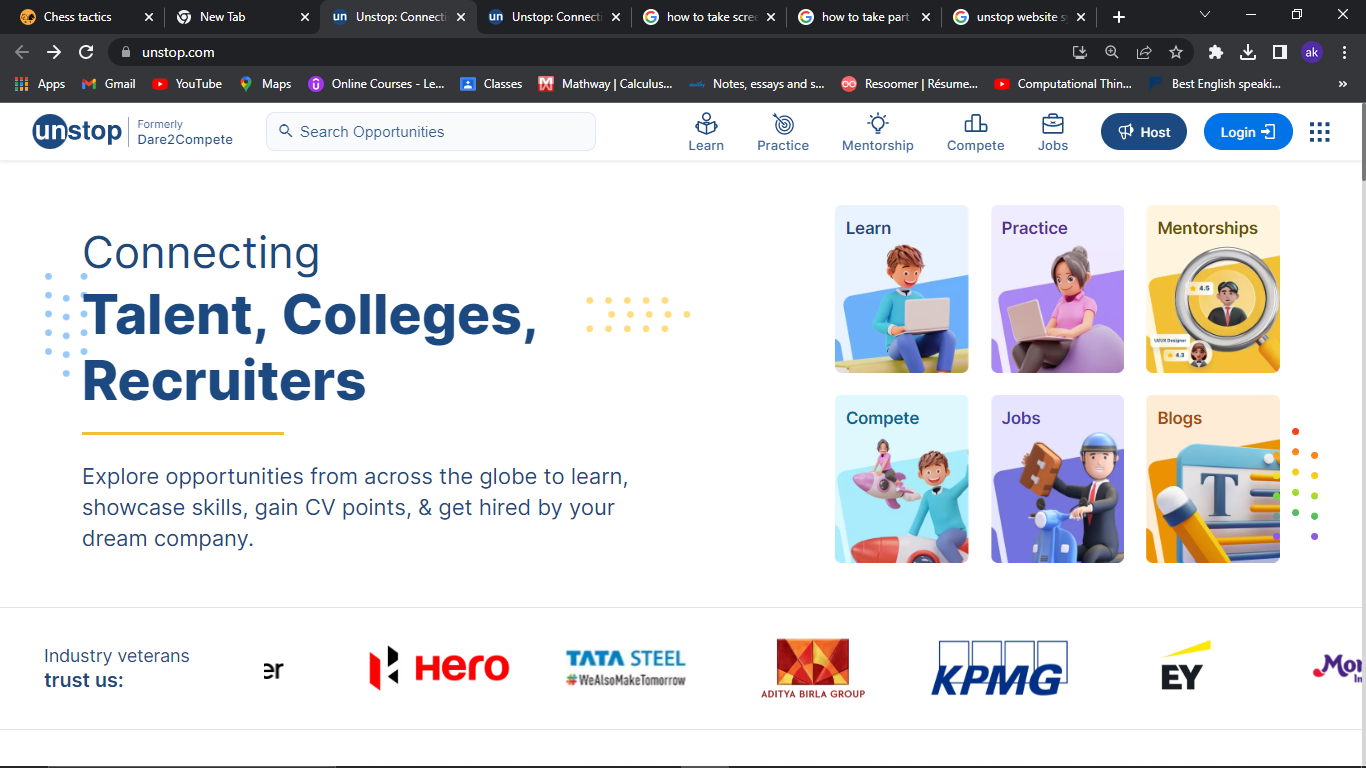 Chess tactics
New Tab
Unstop: Connecti
Unstop: Connecti
how to take scree
how to take part
unstop website s
unstop.com
ak
Apps
Gmail
YouTube
Maps
Online Courses - Le...
Classes
Mathway | Calculus...
Notes, essays and s...
Resoomer | Résume...
Computational Thin...
Best English speaki...
»
unstop
Formerly
Dare2Compete
Search Opportunities
Learn
Practice
Mentorship
Compete
Jobs
Host
Login
Connecting
Talent, Colleges,
Recruiters
Explore opportunities from across the globe to learn,
showcase skills, gain CV points, & get hired by your
dream company.
Learn
Practice
Mentorships
4.5
UI/UX Designer
4.3
Compete
Jobs
Blogs
T
Industry veterans
trust us:
er
Hero
TATA STEEL
#WeAlsoMakeTomorrow
ADITYA BIRLA GROUP
KPMG
EY
Mon
In